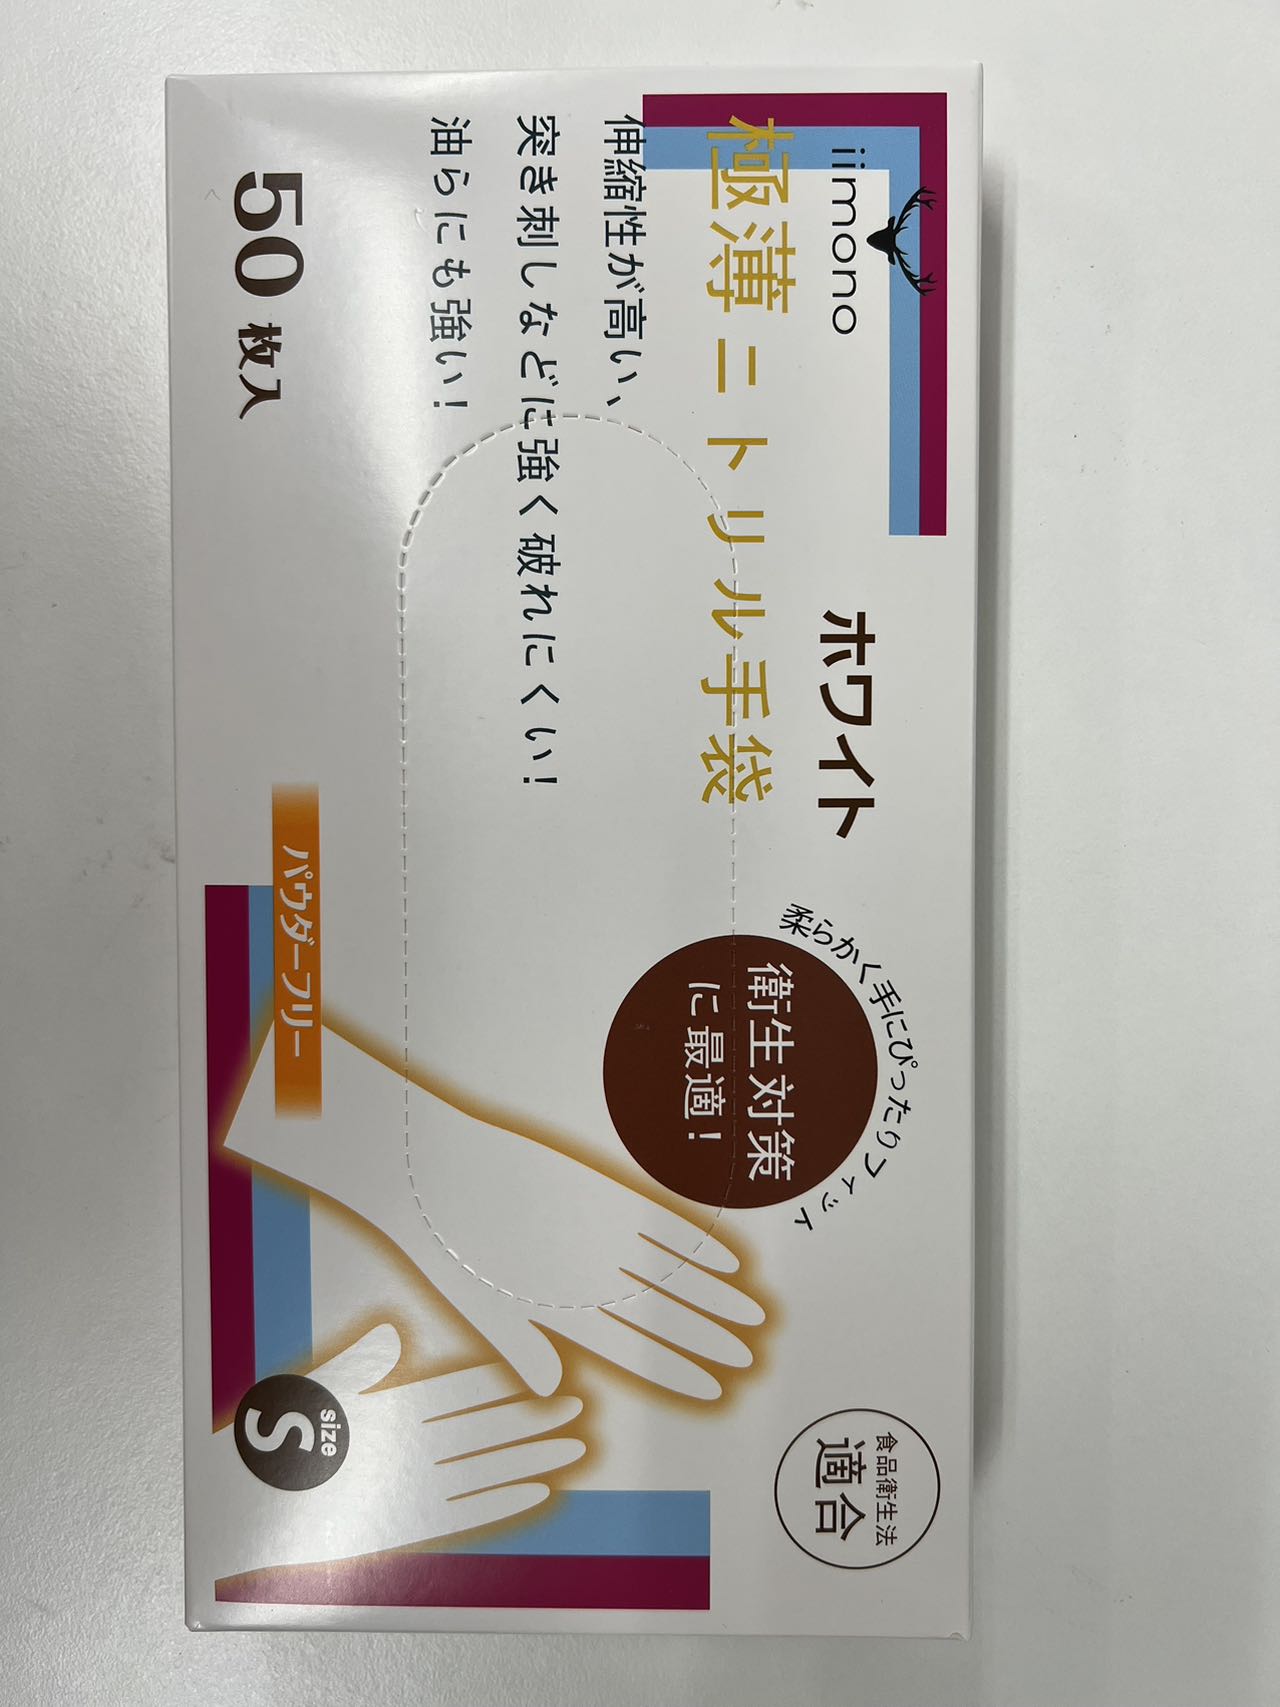 iimono
ホワイト
極薄ニトリル手袋
伸縮性が高い、
突き刺しなどに強く破れにくい!
油らにも強い!
50枚入
柔らかく手にぴったりフィット
衛生対策
に最適!
パウダーフリー
食品衛生法
適合
size
S